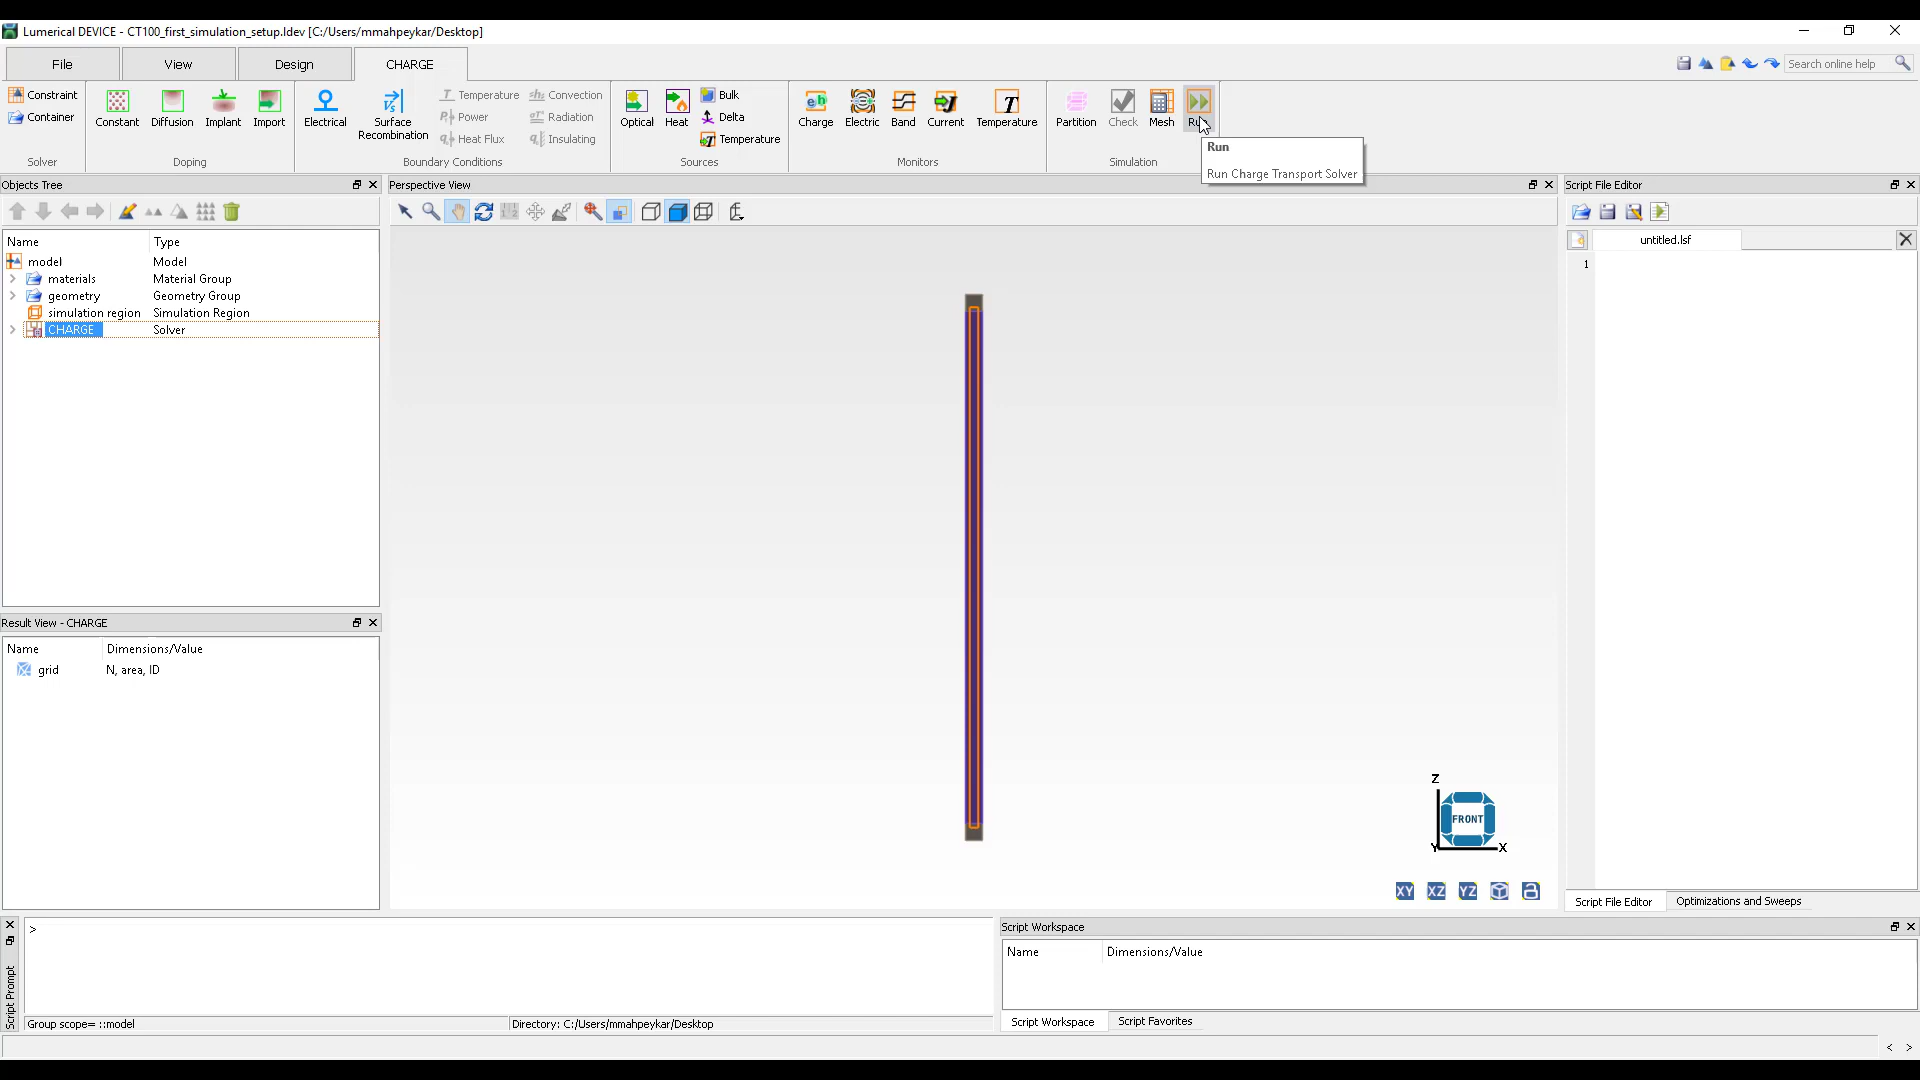 Lumerical DEVICE - CT100_first_simulation_setup.ldev [C:/Users/mmahpeykar/Desktop]
File View Design CHARGE Search online help
Constraint
Container
Solver
Constant Diffusion Implant Import
Doping
Electrical Surface Recombination
Temperature Convection
Power Radiation
Heat Flux Insulating
Boundary Conditions
Optical Heat
Bulk
Delta
Temperature
Sources
Charge Electric Band Current Temperature
Monitors
Partition Check Mesh
Simulation
Run
Run Charge Transport Solver
Objects Tree
Name Type
model Model
materials Material Group
geometry Geometry Group
simulation region Simulation Region
CHARGE Solver
Result View - CHARGE
Name Dimensions/Value
grid N, area, ID
Perspective View
Z
FRONT
Y X
XY XZ YZ
Script File Editor
untitled.lsf
1
Script File Editor Optimizations and Sweeps
Script Prompt
>
Group scope= ::model Directory: C:/Users/mmahpeykar/Desktop
Script Workspace
Name Dimensions/Value
Script Workspace Script Favorites
< >